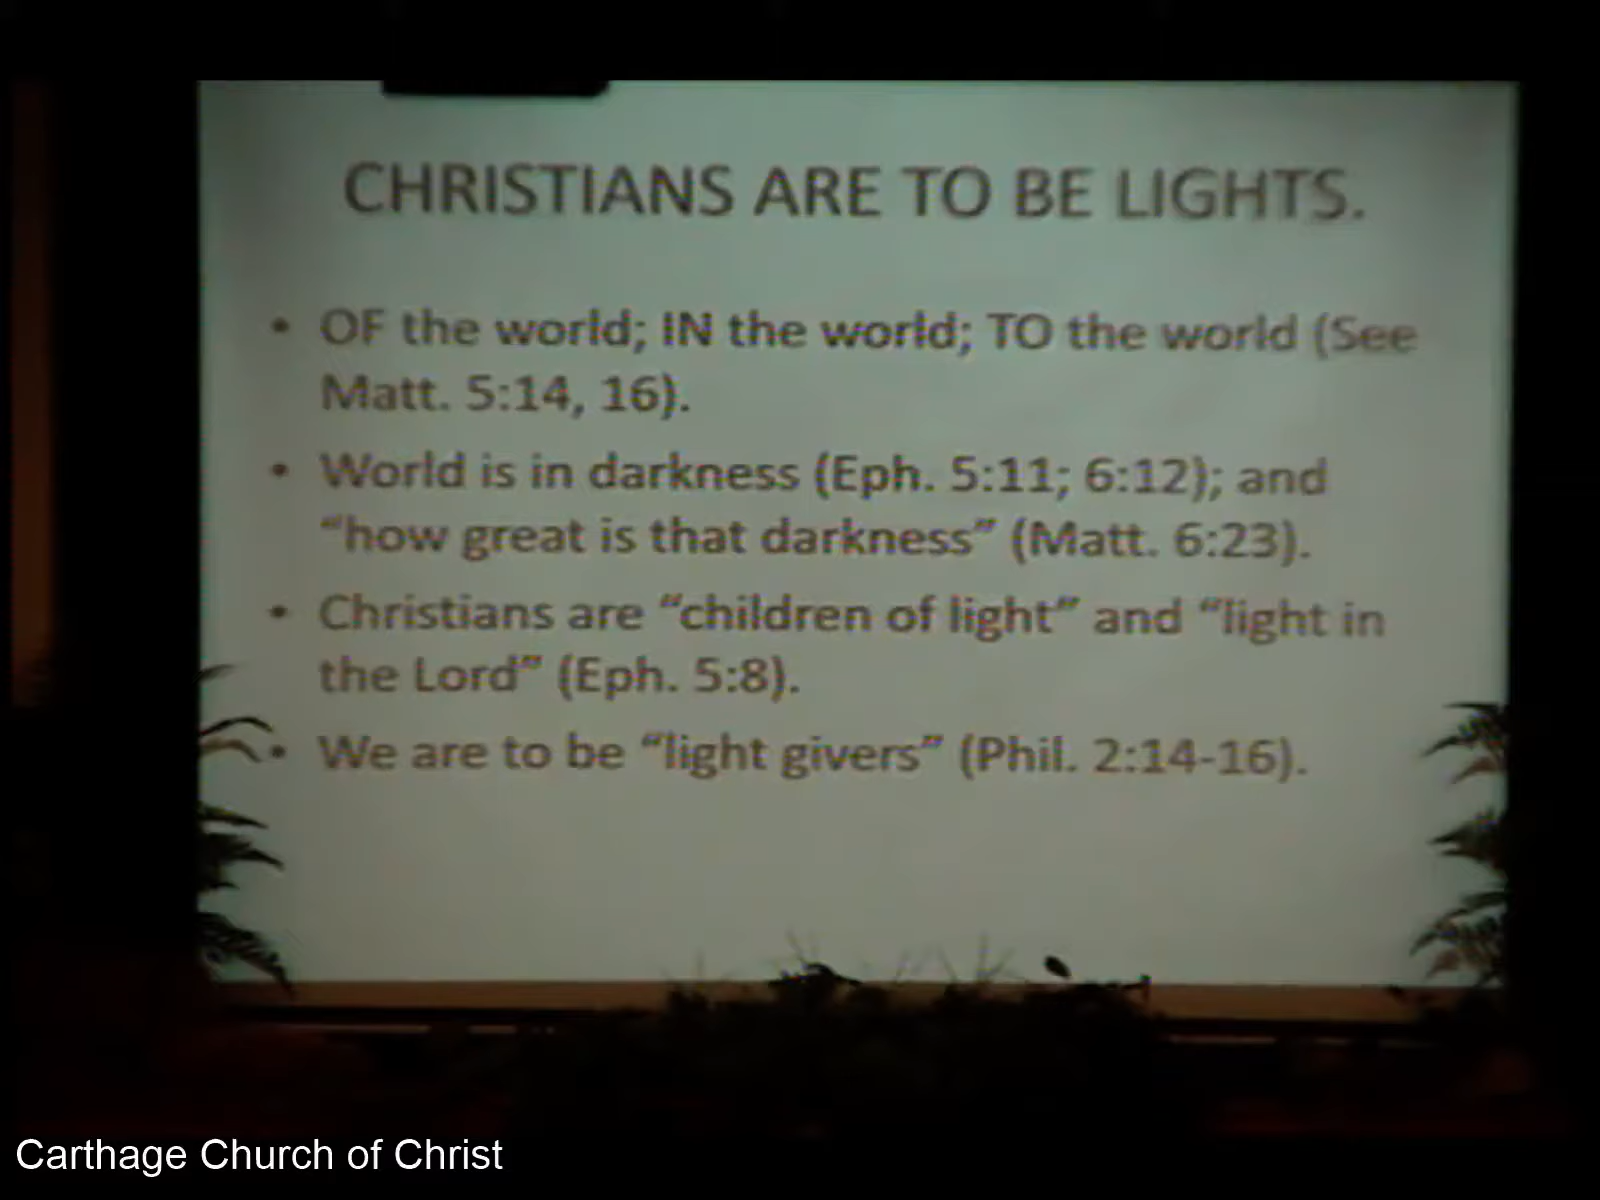 CHRISTIANS ARE TO BE LIGHTS.
• OF the world; IN the world; TO the world (See
Matt. 5:14, 16).
• World is in darkness (Eph. 5:11; 6:12); and
“how great is that darkness” (Matt. 6:23).
• Christians are “children of light” and “light in
the Lord” (Eph. 5:8).
• We are to be “light givers” (Phil. 2:14-16).
Carthage Church of Christ